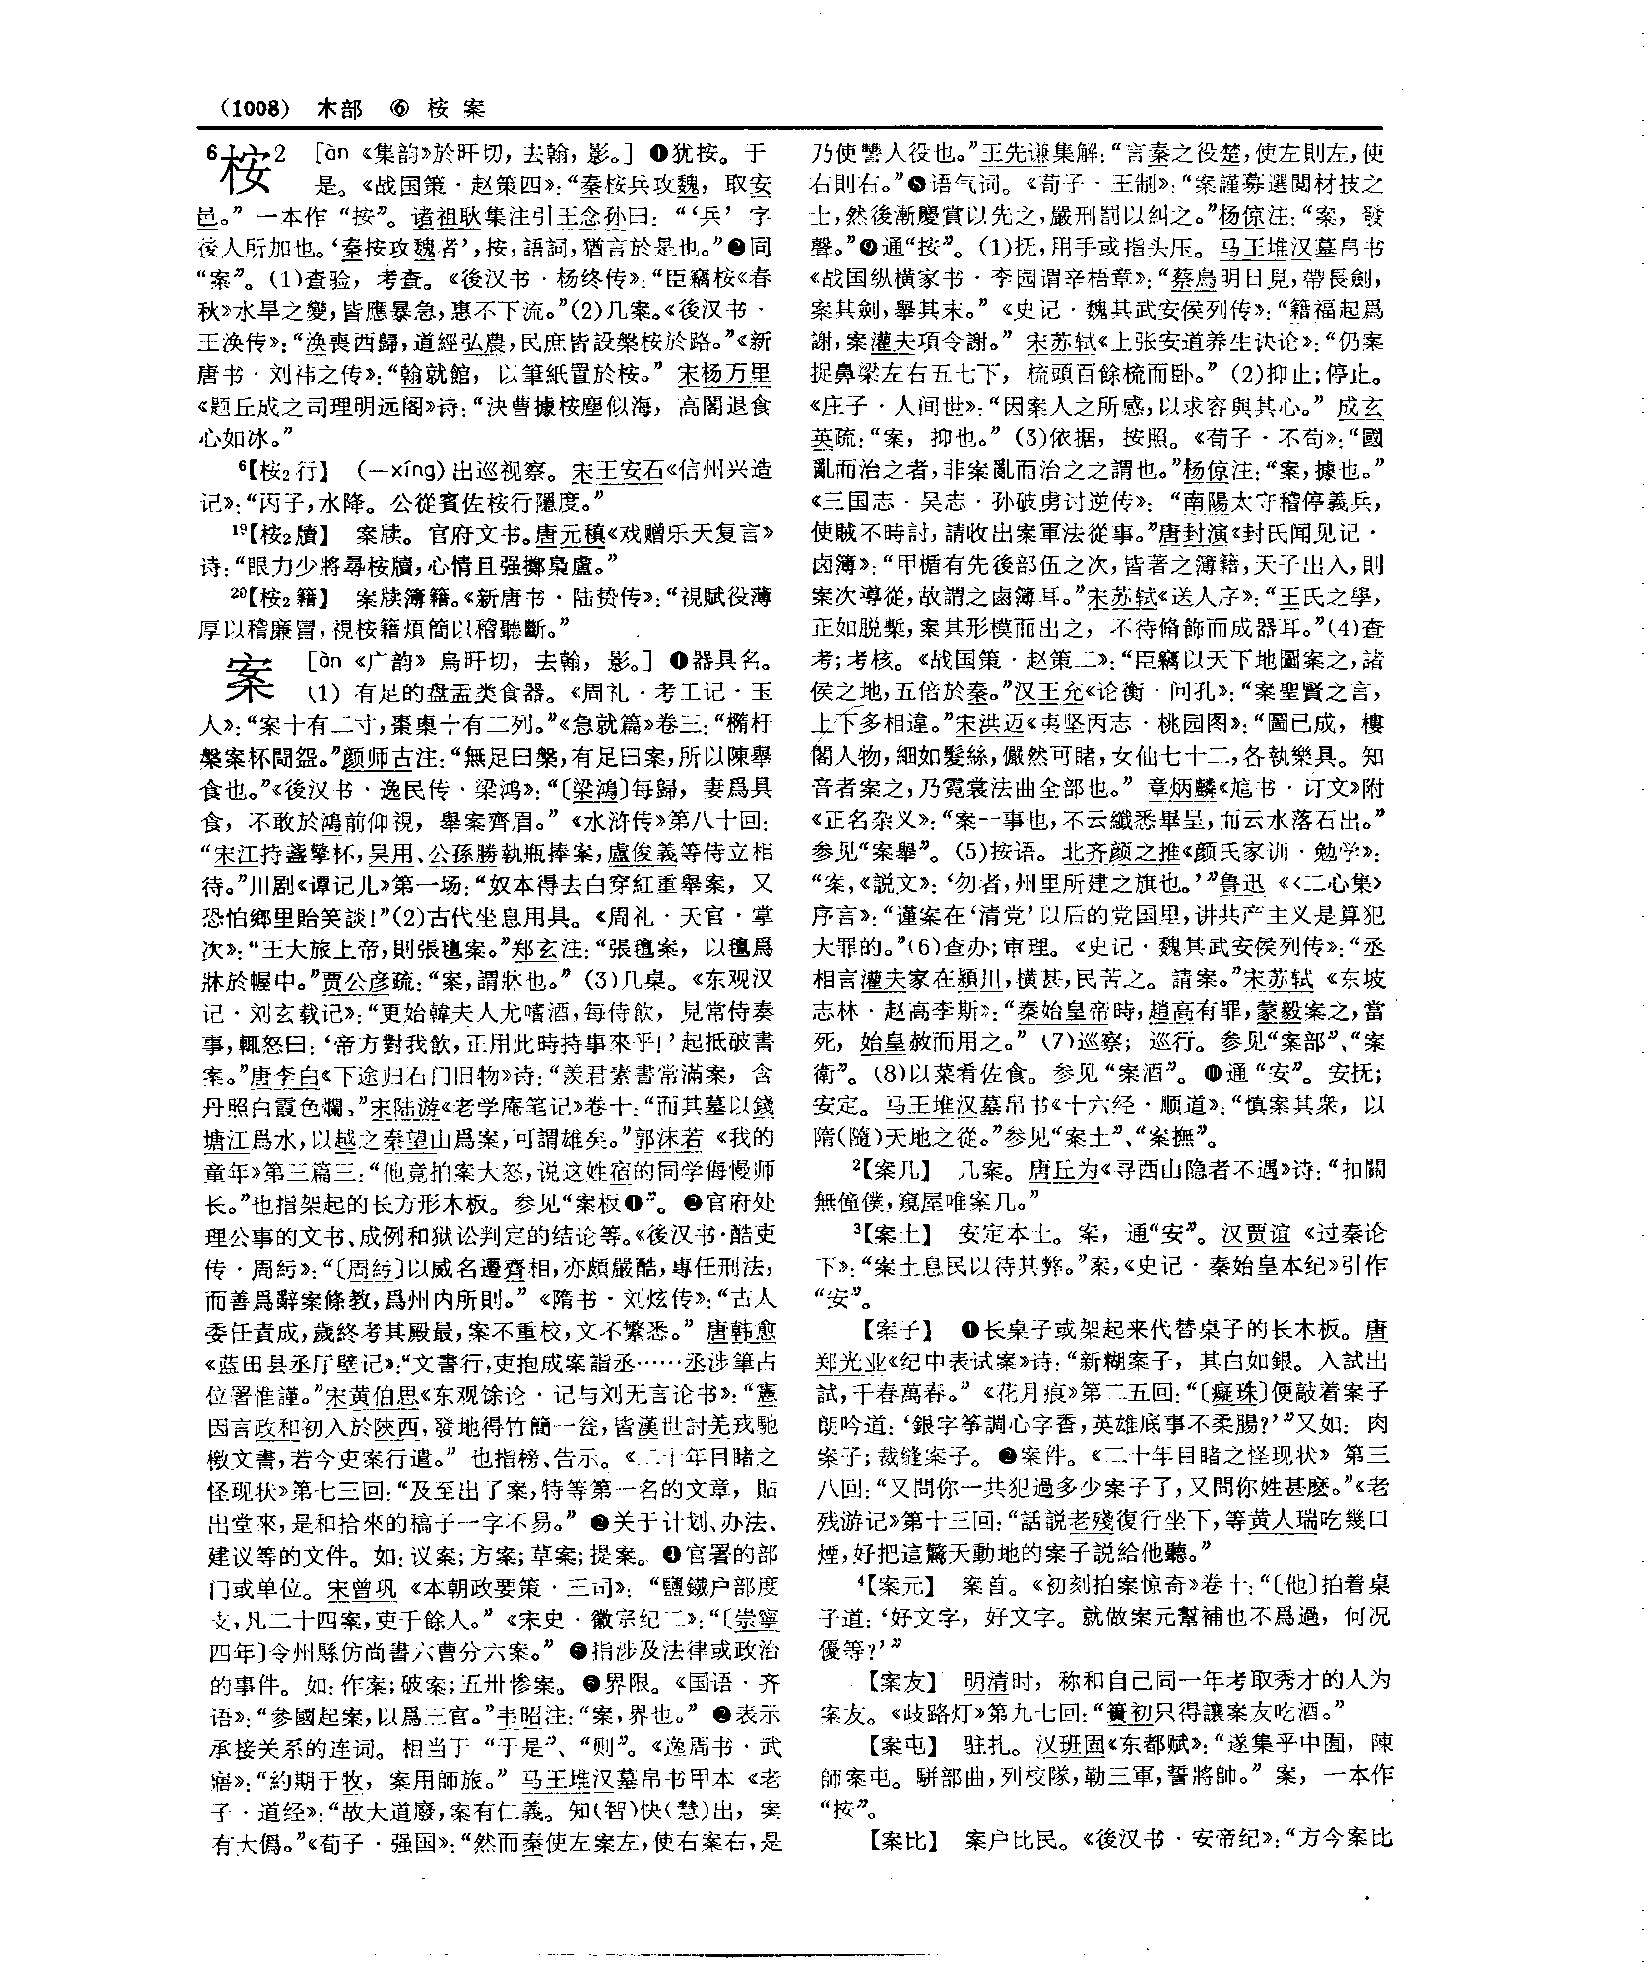 (1008) 木部 ⑥ 桉 案
⁶桉₂ [àn《集韵》於旰切，去翰，影。] ❶犹按。于
是。《战国策·赵策四》：“秦桉兵攻魏，取安
邑。”一本作“按”。诸祖耿集注引王念孙曰：“‘兵’字
後人所加也。‘秦按攻魏者’，按，語詞，猶言於是也。”❷同
“案”。(1)查验，考查。《後汉书·杨终传》：“臣竊桉《春
秋》水旱之變，皆應暴急，惠不下流。”(2)几案。《後汉书·
王涣传》：“涣喪西歸，道經弘農，民庶皆設槃桉於路。”《新
唐书·刘祎之传》：“翰就館，以筆紙置於桉。”宋杨万里
《题丘成之司理明远阁》诗：“決曹據桉塵似海，高閣退食
心如冰。”
⁶【桉₂行】 (－xíng)出巡视察。宋王安石《信州兴造
记》：“丙子，水降。公從賓佐桉行隱度。”
¹⁹【桉₂牘】 案牍。官府文书。唐元稹《戏赠乐天复言》
诗：“眼力少將尋桉牘，心情且强擲梟盧。”
²⁰【桉₂籍】 案牍簿籍。《新唐书·陆贽传》：“視賦役薄
厚以稽廉冒，視桉籍煩簡以稽聽斷。”
案 [àn《广韵》烏旰切，去翰，影。] ❶器具名。
(1) 有足的盘盂类食器。《周礼·考工记·玉
人》：“案十有二寸，棗㮚十有二列。”《急就篇》卷三：“橢杅
槃案桮閜盌。”颜师古注：“無足曰槃，有足曰案，所以陳舉
食也。”《後汉书·逸民传·梁鸿》：“〔梁鴻〕每歸，妻爲具
食，不敢於鴻前仰視，舉案齊眉。”《水浒传》第八十回：
“宋江持盞擎杯，吴用、公孫勝執瓶捧案，盧俊義等侍立相
待。”川剧《谭记儿》第一场：“奴本得去白穿紅重舉案，又
恐怕鄉里貽笑談！”(2)古代坐息用具。《周礼·天官·掌
次》：“王大旅上帝，則張氊案。”郑玄注：“張氊案，以氊爲
牀於幄中。”贾公彦疏：“案，謂牀也。”(3)几桌。《东观汉
记·刘玄载记》：“更始韓夫人尤嗜酒，每侍飲，見常侍奏
事，輒怒曰：‘帝方對我飲，正用此時持事來乎！’起抵破書
案。”唐李白《下途归石门旧物》诗：“羡君素書常滿案，含
丹照白霞色爛。”宋陆游《老学庵笔记》卷十：“而其墓以錢
塘江爲水，以越之秦望山爲案，可謂雄矣。”郭沫若《我的
童年》第三篇三：“他竟拍案大怒，说这姓宿的同学侮慢师
长。”也指架起的长方形木板。参见“案板❶”。❷官府处
理公事的文书、成例和狱讼判定的结论等。《後汉书·酷吏
传·周紡》：“〔周紡〕以威名遷齊相，亦頗嚴酷，專任刑法，
而善爲辭案條教，爲州内所則。”《隋书·刘炫传》：“古人
委任責成，歲終考其殿最，案不重校，文不繁悉。”唐韩愈
《蓝田县丞厅壁记》：“文書行，吏抱成案詣丞……丞涉筆占
位署惟謹。”宋黄伯思《东观馀论·记与刘无言论书》：“憲
因言政和初入於陝西，發地得竹簡一瓮，皆漢世討羌戎馳
檄文書，若今吏案行遣。”也指榜、告示。《二十年目睹之
怪现状》第七三回：“及至出了案，特等第一名的文章，貼
出堂來，是和拾來的稿子一字不易。”❸关于计划、办法、
建议等的文件。如：议案；方案；草案；提案。❹官署的部
门或单位。宋曾巩《本朝政要策·三司》：“鹽鐵户部度
支，凡二十四案，吏千餘人。”《宋史·徽宗纪二》：“〔崇寧
四年〕令州縣仿尚書六曹分六案。”❺指涉及法律或政治
的事件。如：作案；破案；五卅惨案。❻界限。《国语·齐
语》：“參國起案，以爲三官。”韦昭注：“案，界也。”❼表示
承接关系的连词。相当于“于是”、“则”。《逸周书·武
寤》：“約期于牧，案用師旅。”马王堆汉墓帛书甲本《老
子·道经》：“故大道廢，案有仁義。知(智)快(慧)出，案
有大僞。”《荀子·强国》：“然而秦使左案左，使右案右，是
乃使讐人役也。”王先谦集解：“言秦之役楚，使左則左，使
右則右。”❽语气词。《荀子·王制》：“案謹募選閲材技之
士，然後漸慶賞以先之，嚴刑罰以糾之。”杨倞注：“案，發
聲。”❾通“按”。(1)抚，用手或指头压。马王堆汉墓帛书
《战国纵横家书·李园谓辛梧章》：“蔡鳥明日見，帶長劍，
案其劍，舉其末。”《史记·魏其武安侯列传》：“籍福起爲
謝，案灌夫項令謝。”宋苏轼《上张安道养生诀论》：“仍案
捉鼻梁左右五七下，梳頭百餘梳而卧。”(2)抑止；停止。
《庄子·人间世》：“因案人之所感，以求容與其心。”成玄
英疏：“案，抑也。”(3)依据，按照。《荀子·不苟》：“國
亂而治之者，非案亂而治之之謂也。”杨倞注：“案，據也。”
《三国志·吴志·孙破虏讨逆传》：“南陽太守稽停義兵，
使賊不時討，請收出案軍法從事。”唐封演《封氏闻见记·
卤簿》：“甲楯有先後部伍之次，皆著之簿籍，天子出入，則
案次導從，故謂之鹵簿耳。”宋苏轼《送人序》：“王氏之學，
正如脱槧，案其形模而出之，不待脩飾而成器耳。”(4)查
考；考核。《战国策·赵策二》：“臣竊以天下地圖案之，諸
侯之地，五倍於秦。”汉王充《论衡·问孔》：“案聖賢之言，
上下多相違。”宋洪迈《夷坚丙志·桃园图》：“圖已成，樓
閣人物，細如髮絲，儼然可睹，女仙七十二，各執樂具。知
音者案之，乃霓裳法曲全部也。”章炳麟《訄书·订文》附
《正名杂义》：“案一事也，不云纖悉畢呈，而云水落石出。”
参见“案舉”。(5)按语。北齐颜之推《颜氏家训·勉学》：
“案，《説文》：‘勿者，州里所建之旗也。’”鲁迅《〈二心集〉
序言》：“谨案在‘清党’以后的党国里，讲共产主义是算犯
大罪的。”(6)查办；审理。《史记·魏其武安侯列传》：“丞
相言灌夫家在潁川，横甚，民苦之。請案。”宋苏轼《东坡
志林·赵高李斯》：“秦始皇帝時，趙高有罪，蒙毅案之，當
死，始皇赦而用之。”(7)巡察；巡行。参见“案部”、“案
衛”。(8)以菜肴佐食。参见“案酒”。❿通“安”。安抚；
安定。马王堆汉墓帛书《十六经·顺道》：“慎案其衆，以
隋(隨)天地之從。”参见“案土”、“案撫”。
²【案几】 几案。唐丘为《寻西山隐者不遇》诗：“扣關
無僮僕，窺屋唯案几。”
³【案土】 安定本土。案，通“安”。汉贾谊《过秦论
下》：“案土息民以待其弊。”案，《史记·秦始皇本纪》引作
“安”。
【案子】 ❶长桌子或架起来代替桌子的长木板。唐
郑光业《纪中表试案》诗：“新糊案子，其白如銀。入試出
試，千春萬春。”《花月痕》第二五回：“〔癡珠〕便敲着案子
朗吟道：‘銀字筝調心字香，英雄底事不柔腸？’”又如：肉
案子；裁缝案子。❷案件。《二十年目睹之怪现状》第三
八回：“又問你一共犯過多少案子了，又問你姓甚麽。”《老
残游记》第十三回：“話説老殘復行坐下，等黄人瑞吃幾口
煙，好把這驚天動地的案子説給他聽。”
⁴【案元】 案首。《初刻拍案惊奇》卷十：“〔他〕拍着桌
子道：‘好文字，好文字。就做案元幫補也不爲過，何况
優等？’”
【案友】 明清时，称和自己同一年考取秀才的人为
案友。《歧路灯》第九七回：“簣初只得讓案友吃酒。”
【案屯】 驻扎。汉班固《东都赋》：“遂集乎中囿，陳
師案屯。駢部曲，列校隊，勒三軍，誓將帥。”案，一本作
“按”。
【案比】 案户比民。《後汉书·安帝纪》：“方今案比